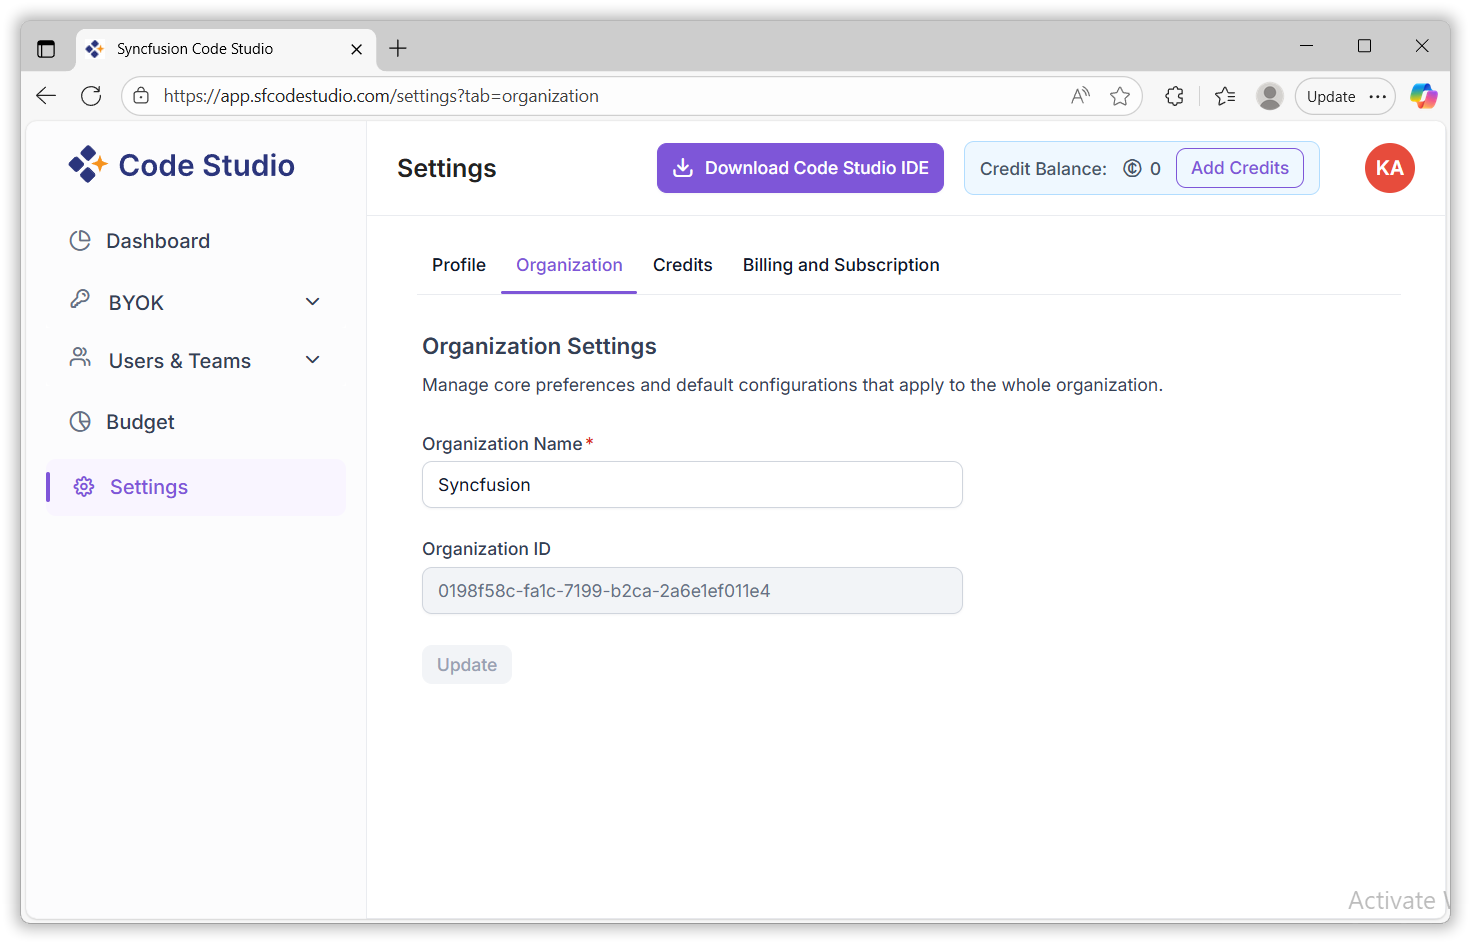 Syncfusion Code Studio
https://app.sfcodestudio.com/settings?tab=organization
Update
Code Studio
Settings
Download Code Studio IDE
Credit Balance: 0
Add Credits
KA
Dashboard
BYOK
Users & Teams
Budget
Settings
Profile
Organization
Credits
Billing and Subscription
Organization Settings
Manage core preferences and default configurations that apply to the whole organization.
Organization Name*
Syncfusion
Organization ID
0198f58c-fa1c-7199-b2ca-2a6e1ef011e4
Update
Activate